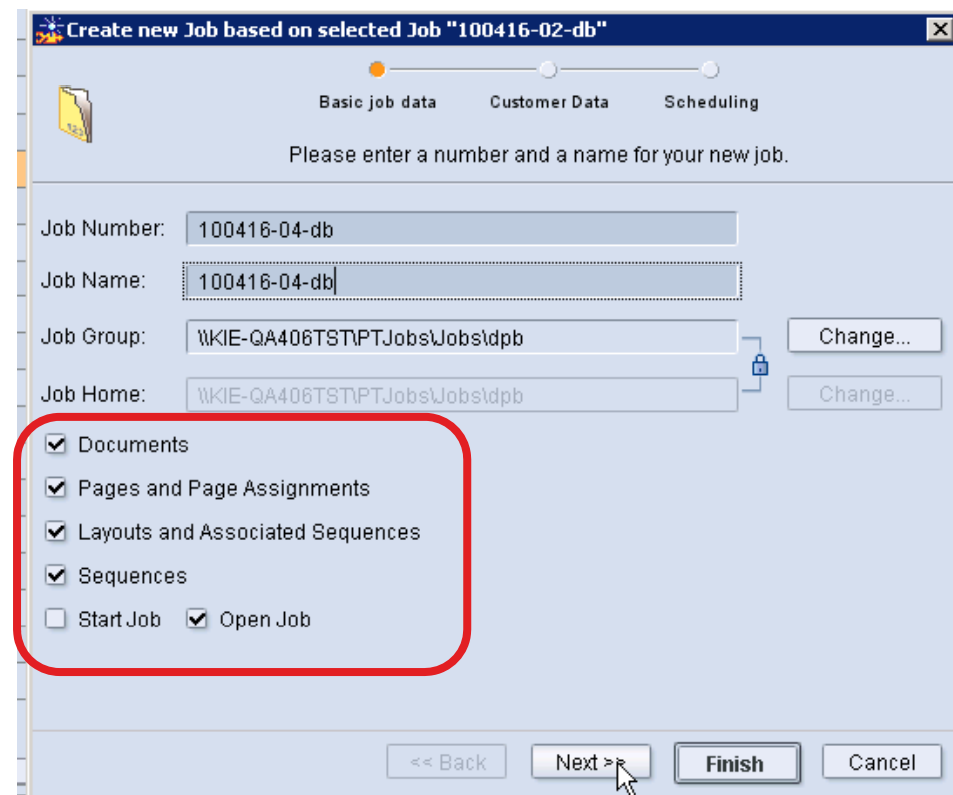 Create new Job based on selected Job "100416-02-db"
Basic job data Customer Data Scheduling
Please enter a number and a name for your new job.
Job Number: 100416-04-db
Job Name: 100416-04-db
Job Group: \\KIE-QA406TST\PTJobs\Jobs\dpb Change...
Job Home: \\KIE-QA406TST\PTJobs\Jobs\dpb Change...
Documents
Pages and Page Assignments
Layouts and Associated Sequences
Sequences
Start Job Open Job
<< Back Next >> Finish Cancel